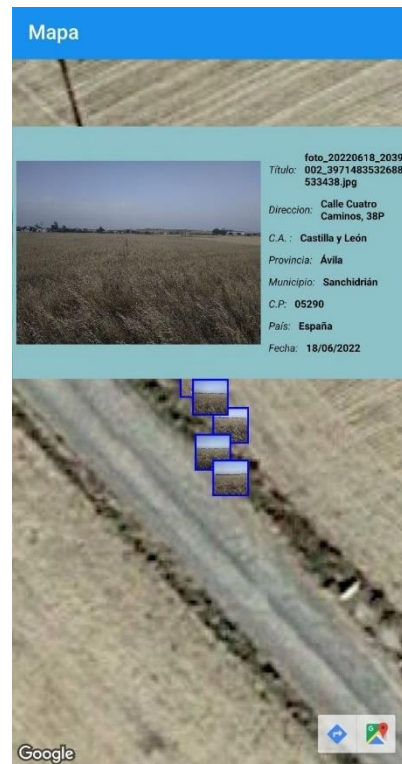 Mapa
Título: foto_20220618_2039
002_3971483532688
533438.jpg
Direccion: Calle Cuatro
Caminos, 38P
C.A. : Castilla y León
Provincia: Ávila
Municipio: Sanchidrián
C.P: 05290
País: España
Fecha: 18/06/2022
Google